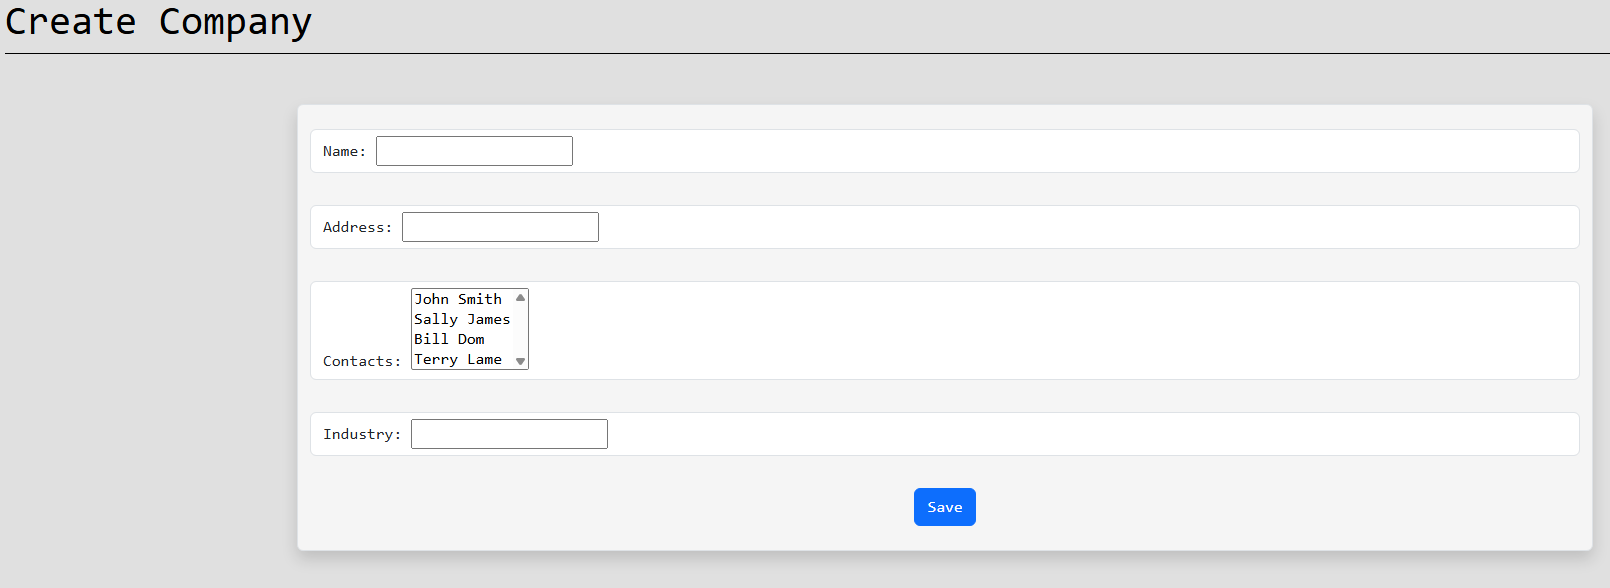 Create Company
Name:
Address:
Contacts:
John Smith
Sally James
Bill Dom
Terry Lame
Industry:
Save